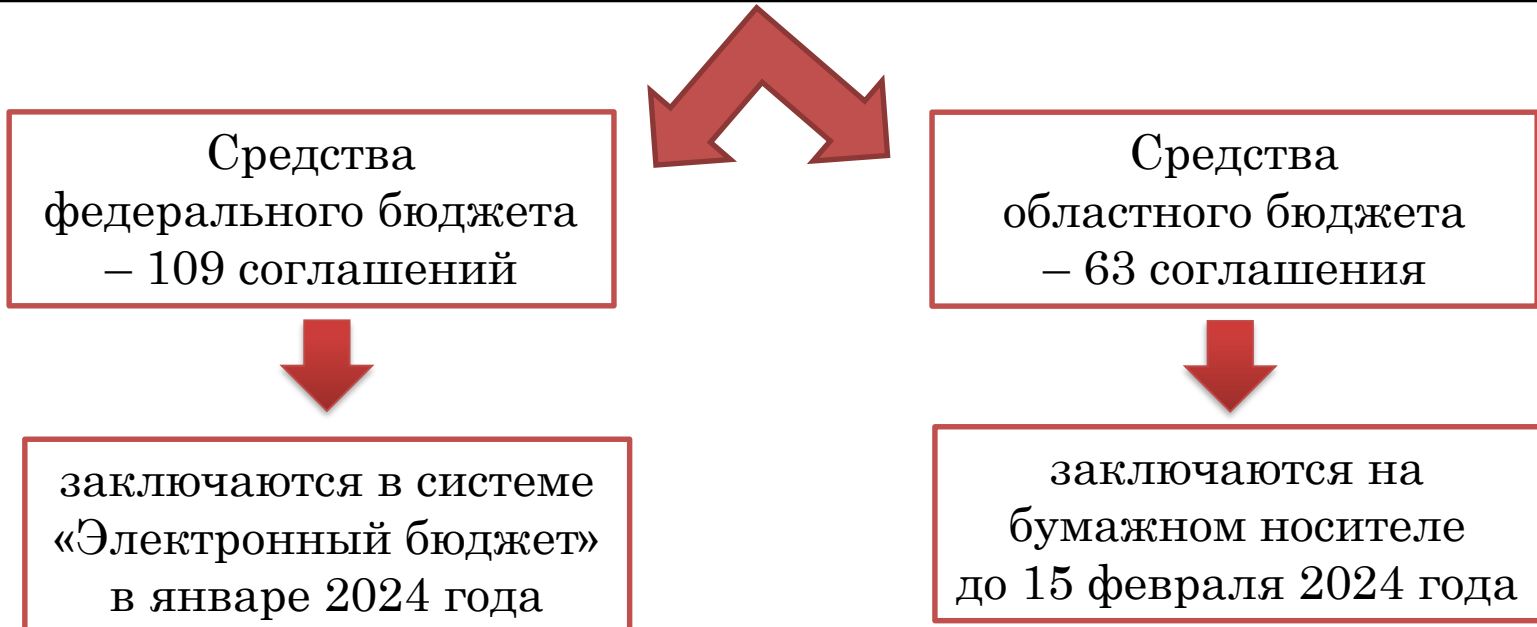 Средства
федерального бюджета
– 109 соглашений
Средства
областного бюджета
– 63 соглашения
заключаются в системе
«Электронный бюджет»
в январе 2024 года
заключаются на
бумажном носителе
до 15 февраля 2024 года